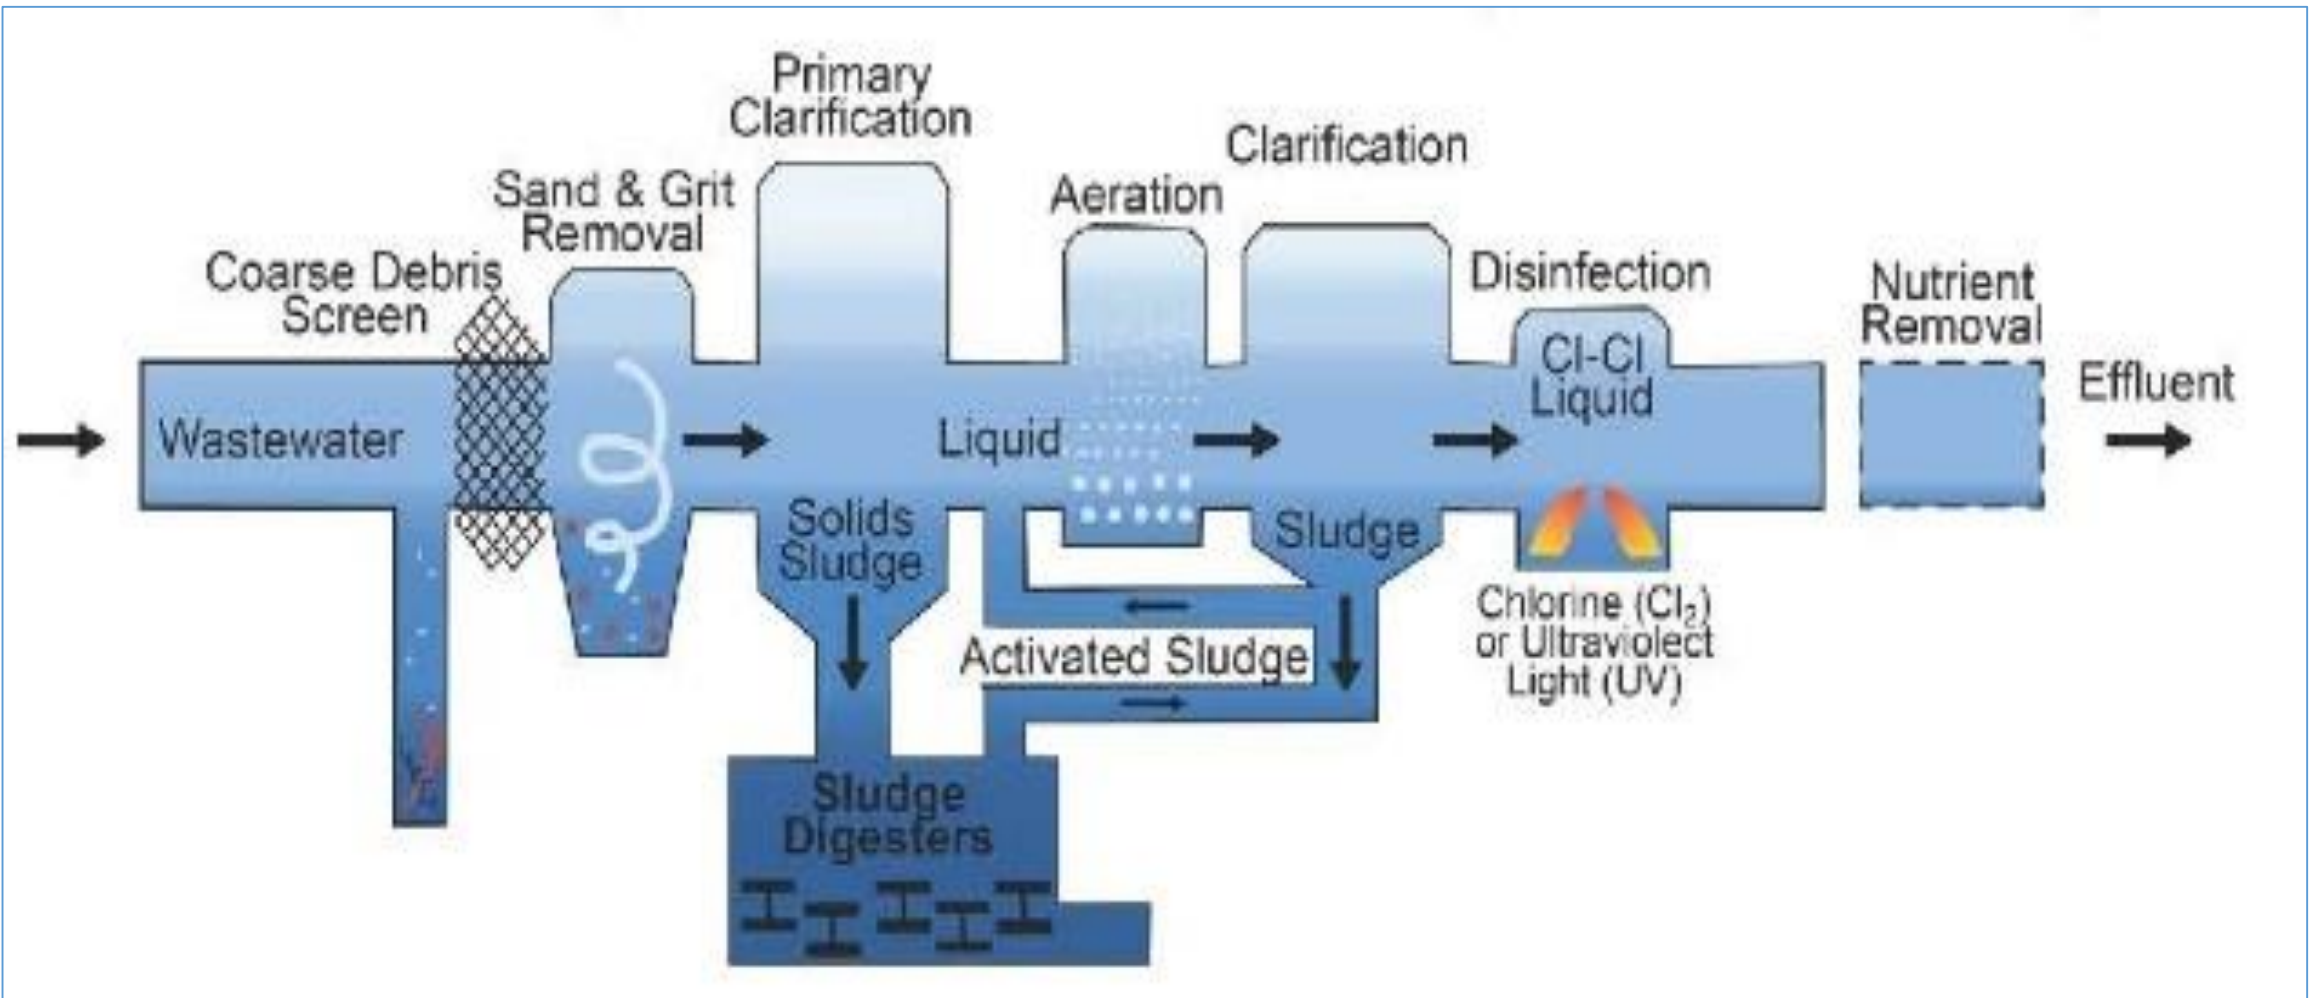 Primary
Clarification
Clarification
Sand & Grit
Removal
Aeration
Coarse Debris
Screen
Disinfection
Nutrient
Removal
Cl-Cl
Liquid
Effluent
Wastewater
Liquid
Solids
Sludge
Sludge
Chlorine (Cl₂)
or Ultraviolect
Light (UV)
Activated Sludge
Sludge
Digesters